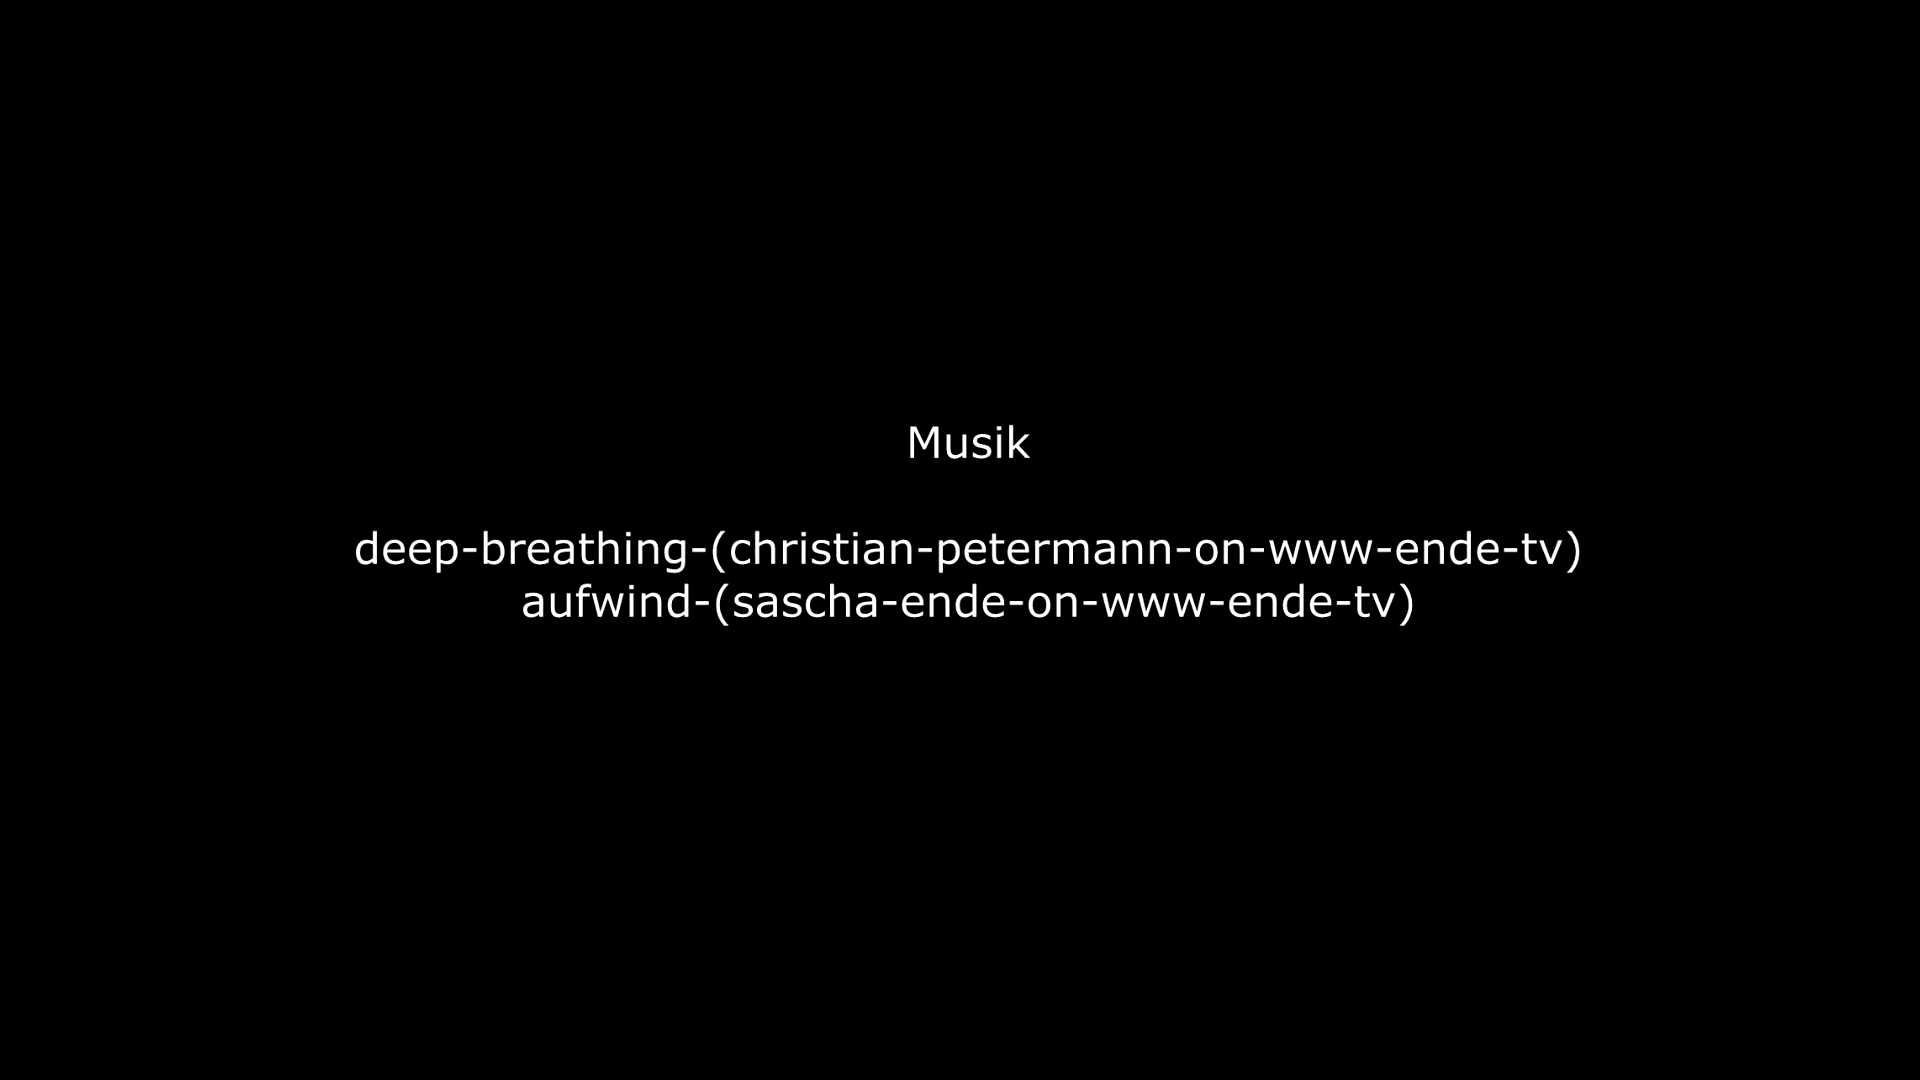 Musik
deep-breathing-(christian-petermann-on-www-ende-tv)
aufwind-(sascha-ende-on-www-ende-tv)